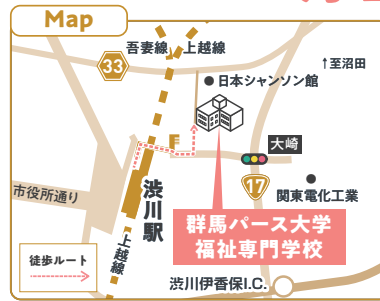 Map
吾妻線
上越線
33
↑至沼田
日本シャンソン館
大崎
17
関東電化工業
市役所通り
渋川駅
群馬パース大学
福祉専門学校
上越線
徒歩ルート
渋川伊香保I.C.